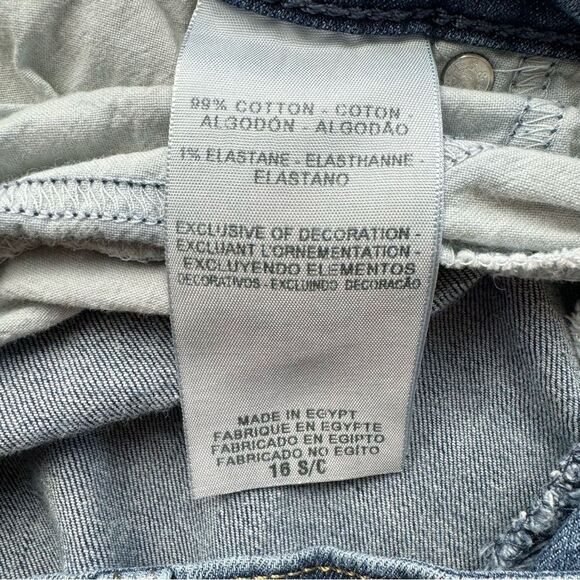 99% COTTON - COTON -
ALGODÓN - ALGODÃO
1% ELASTANE - ELASTHANNE -
ELASTANO
EXCLUSIVE OF DECORATION -
EXCLUANT L'ORNEMENTATION -
EXCLUYENDO ELEMENTOS
DECORATIVOS - EXCLUINDO DECORAÇÃO
MADE IN EGYPT
FABRIQUE EN EGYPTE
FABRICADO EN EGIPTO
FABRICADO NO EGÍTO
16 S/C